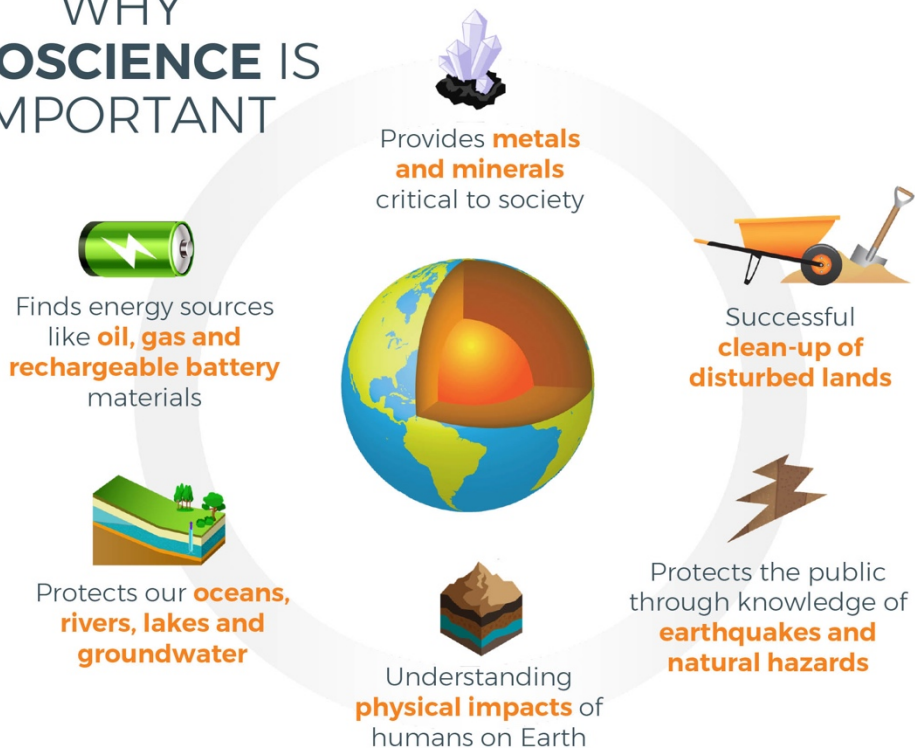 WHY
OSCIENCE IS
MPORTANT
Provides metals
and minerals
critical to society
Successful
clean-up of
disturbed lands
Protects the public
through knowledge of
earthquakes and
natural hazards
Understanding
physical impacts of
humans on Earth
Protects our oceans,
rivers, lakes and
groundwater
Finds energy sources
like oil, gas and
rechargeable battery
materials